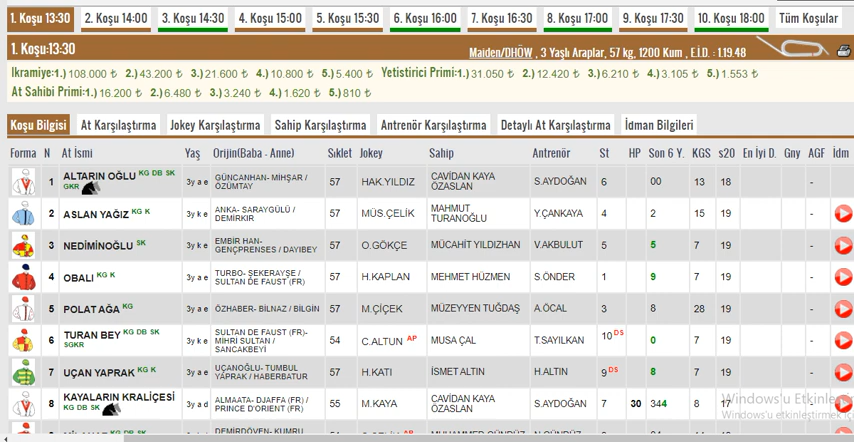 1. Koşu 13:30 2. Koşu 14:00 3. Koşu 14:30 4. Koşu 15:00 5. Koşu 15:30 6. Koşu 16:00 7. Koşu 16:30 8. Koşu 17:00 9. Koşu 17:30 10. Koşu 18:00 Tüm Koşular
1. Koşu:13:30 Maiden/DHÖW , 3 Yaşlı Araplar, 57 kg, 1200 Kum , E.İ.D. : 1.19.48
İkramiye:1.) 108.000 ₺ 2.) 43.200 ₺ 3.) 21.600 ₺ 4.) 10.800 ₺ 5.) 5.400 ₺ Yetistirici Primi:1.) 31.050 ₺ 2.) 12.420 ₺ 3.) 6.210 ₺ 4.) 3.105 ₺ 5.) 1.553 ₺
At Sahibi Primi:1.) 16.200 ₺ 2.) 6.480 ₺ 3.) 3.240 ₺ 4.) 1.620 ₺ 5.) 810 ₺
Koşu Bilgisi At Karşılaştırma Jokey Karşılaştırma Sahip Karşılaştırma Antrenör Karşılaştırma Detaylı At Karşılaştırma İdman Bilgileri
Forma N At İsmi Yaş Orijin(Baba - Anne) Sıklet Jokey Sahip Antrenör St HP Son 6 Y. KGS s20 En İyi D. Gny AGF İdm
1 ALTARIN OĞLU KG DB SK GKR 3y a e GÜNCANHAN- MİHŞAR / ÖZÜMTAY 57 HAK.YILDIZ CAVİDAN KAYA ÖZASLAN S.AYDOĞAN 6 00 13 18 -
2 ASLAN YAĞIZ KG K 3y k e ANKA- SARAYGÜLÜ / DEMİRKIR 57 MÜS.ÇELİK MAHMUT TURANOĞLU Y.ÇANKAYA 4 2 15 19 -
3 NEDİMİNOĞLU SK 3y k e EMBİR HAN- GENÇPRENSES / DAYIBEY 57 O.GÖKÇE MÜCAHİT YILDIZHAN V.AKBULUT 5 5 7 19 -
4 OBALI KG K 3y a e TURBO- ŞEKERAYŞE / SULTAN DE FAUST (FR) 57 H.KAPLAN MEHMET HÜZMEN S.ÖNDER 1 9 7 19 -
5 POLAT AĞA KG 3y a e ÖZHABER- BİLNAZ / BİLGİN 57 M.ÇİÇEK MÜZEYYEN TUĞDAŞ A.ÖCAL 3 8 28 19 -
6 TURAN BEY KG DB SK SGKR 3y k e SULTAN DE FAUST (FR)- MİHRİ SULTAN / SANCAKBEYİ 54 C.ALTUN AP MUSA ÇAL T.SAYILKAN 10 DS 0 7 19 -
7 UÇAN YAPRAK KG K 3y a e UÇANOĞLU- TUMBUL YAPRAK / HABERBATUR 57 H.KATI İSMET ALTIN H.ALTIN 9 DS 8 7 19 -
8 KAYALARIN KRALİÇESİ KG DB SK 3y a d ALMAATA- DJAFFA (FR) / PRINCE D'ORIENT (FR) 55 M.KAYA CAVİDAN KAYA ÖZASLAN S.AYDOĞAN 7 30 344 8
Windows'u Etkinleş
Windows'u etkinleştirmek iç
DEMİRDÖVEN- KUMRU